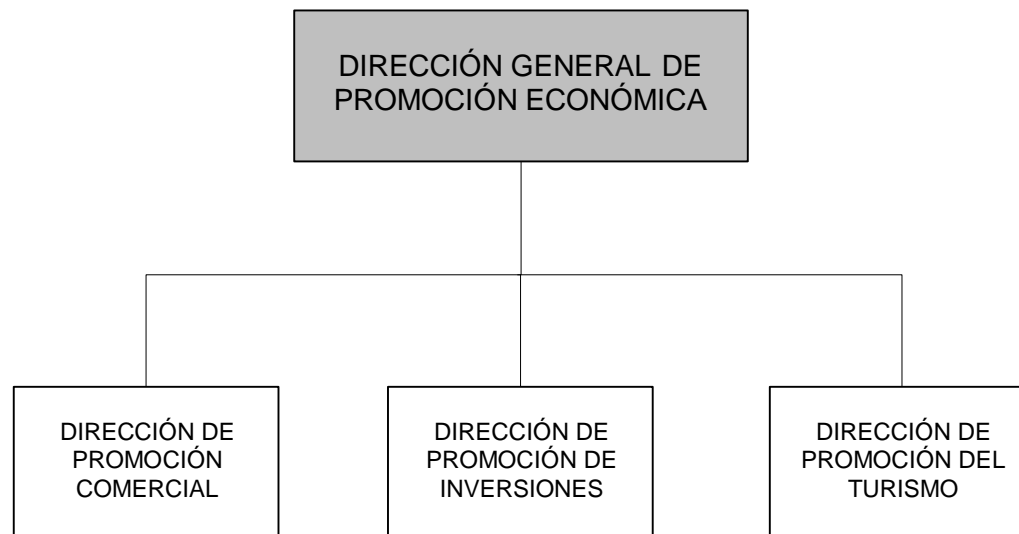 DIRECCIÓN GENERAL DE
PROMOCIÓN ECONÓMICA
DIRECCIÓN DE
PROMOCIÓN
COMERCIAL
DIRECCIÓN DE
PROMOCIÓN DE
INVERSIONES
DIRECCIÓN DE
PROMOCIÓN DEL
TURISMO